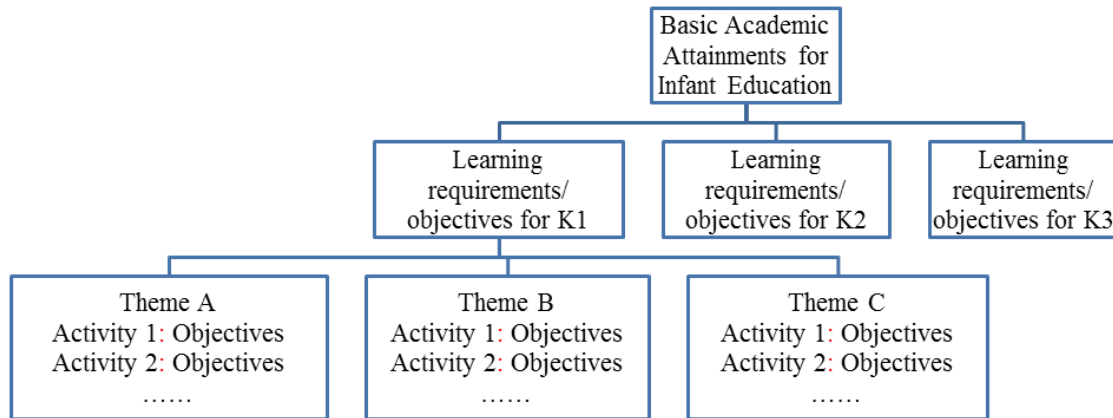 Basic Academic
Attainments for
Infant Education
Learning
requirements/
objectives for K1
Learning
requirements/
objectives for K2
Learning
requirements/
objectives for K3
Theme A
Activity 1: Objectives
Activity 2: Objectives
……
Theme B
Activity 1: Objectives
Activity 2: Objectives
……
Theme C
Activity 1: Objectives
Activity 2: Objectives
……